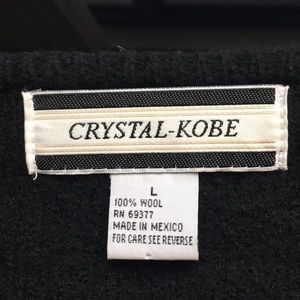 CRYSTAL-KOBE
L
100% WOOL
RN 69377
MADE IN MEXICO
FOR CARE SEE REVERSE